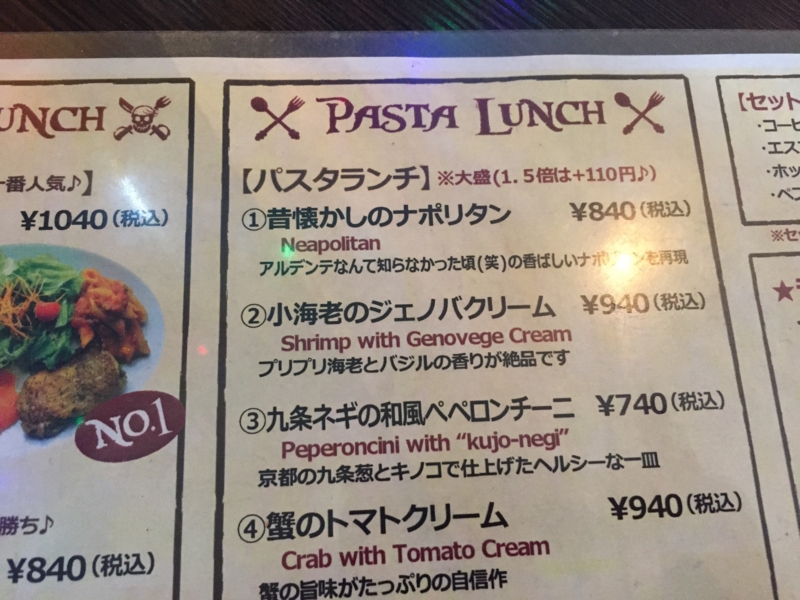 UNCH
一番人気♪】
¥1040(税込)
NO.1
勝ち♪
¥840(税込)
PASTA LUNCH
【パスタランチ】※大盛(1.5倍は+110円♪)
①昔懐かしのナポリタン ¥840(税込)
Neapolitan
アルデンテなんて知らなかった頃(笑)の香ばしいナポリタンを再現
②小海老のジェノバクリーム ¥940(税込)
Shrimp with Genovege Cream
プリプリ海老とバジルの香りが絶品です
③九条ネギの和風ペペロンチーニ ¥740(税込)
Peperoncini with "kujo-negi"
京都の九条葱とキノコで仕上げたヘルシーな一皿
④蟹のトマトクリーム ¥940(税込)
Crab with Tomato Cream
蟹の旨味がたっぷりの自信作
【セット
・コーヒ
・エス
・ホッ
・ペ
※セ
★